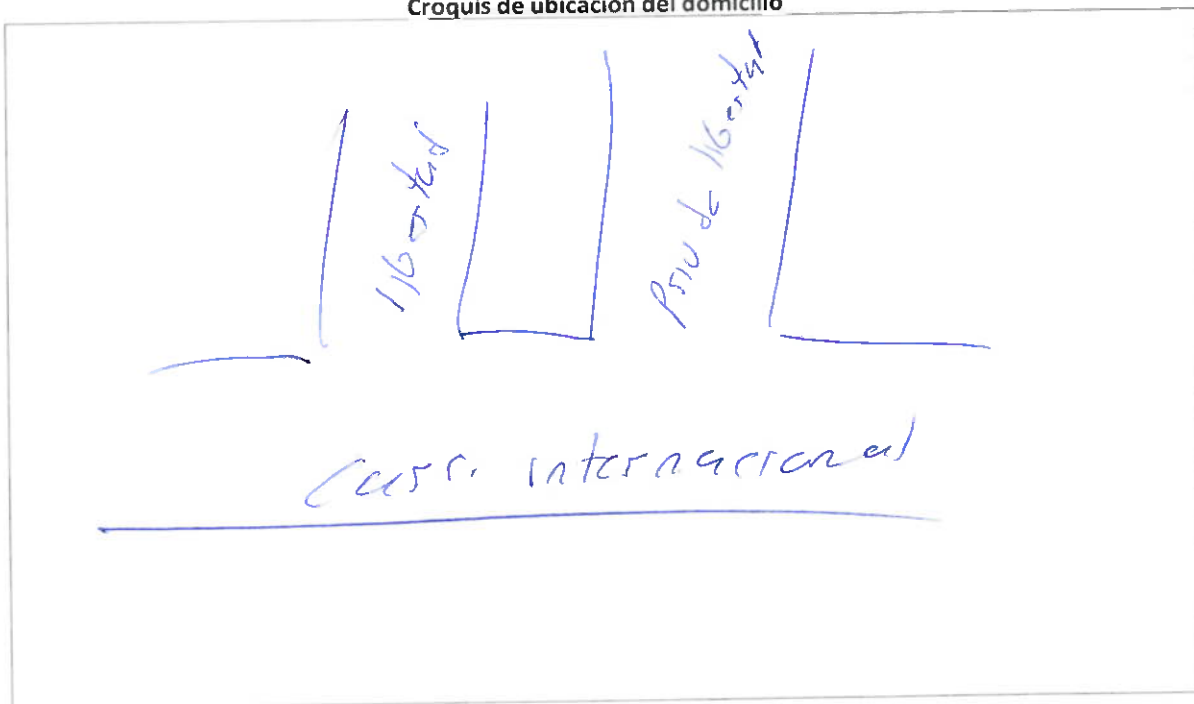 Croquis de ubicación del domicilio
libertad
Priv de libertad
Carr. internacional